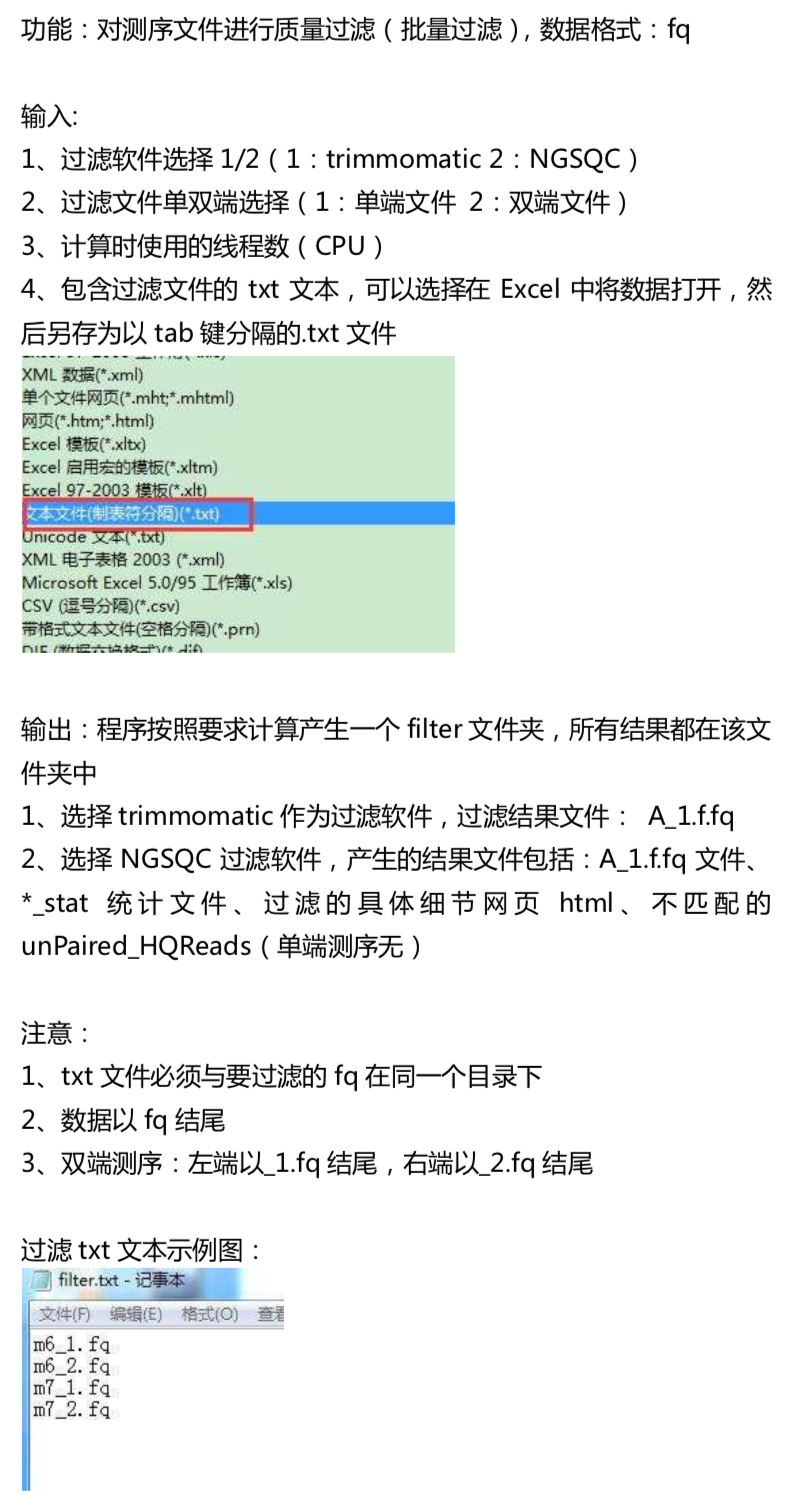 功能：对测序文件进行质量过滤（批量过滤），数据格式：fq
输入:
1、过滤软件选择 1/2（1：trimmomatic 2：NGSQC）
2、过滤文件单双端选择（1：单端文件 2：双端文件）
3、计算时使用的线程数（CPU）
4、包含过滤文件的 txt 文本，可以选择在 Excel 中将数据打开，然
后另存为以 tab 键分隔的.txt 文件
XML 数据(*.xml)
单个文件网页(*.mht;*.mhtml)
网页(*.htm;*.html)
Excel 模板(*.xltx)
Excel 启用宏的模板(*.xltm)
Excel 97-2003 模板(*.xlt)
文本文件(制表符分隔)(*.txt)
Unicode 文本(*.txt)
XML 电子表格 2003 (*.xml)
Microsoft Excel 5.0/95 工作簿(*.xls)
CSV (逗号分隔)(*.csv)
带格式文本文件(空格分隔)(*.prn)
DIF (数据交换格式)(*.dif)
输出：程序按照要求计算产生一个 filter 文件夹，所有结果都在该文
件夹中
1、选择 trimmomatic 作为过滤软件，过滤结果文件： A_1.f.fq
2、选择 NGSQC 过滤软件，产生的结果文件包括：A_1.f.fq 文件、
*_stat 统计文件、过滤的具体细节网页 html、不匹配的
unPaired_HQReads（单端测序无）
注意：
1、txt 文件必须与要过滤的 fq 在同一个目录下
2、数据以 fq 结尾
3、双端测序：左端以_1.fq 结尾，右端以_2.fq 结尾
过滤 txt 文本示例图：
filter.txt - 记事本
文件(F) 编辑(E) 格式(O) 查看
m6_1.fq
m6_2.fq
m7_1.fq
m7_2.fq